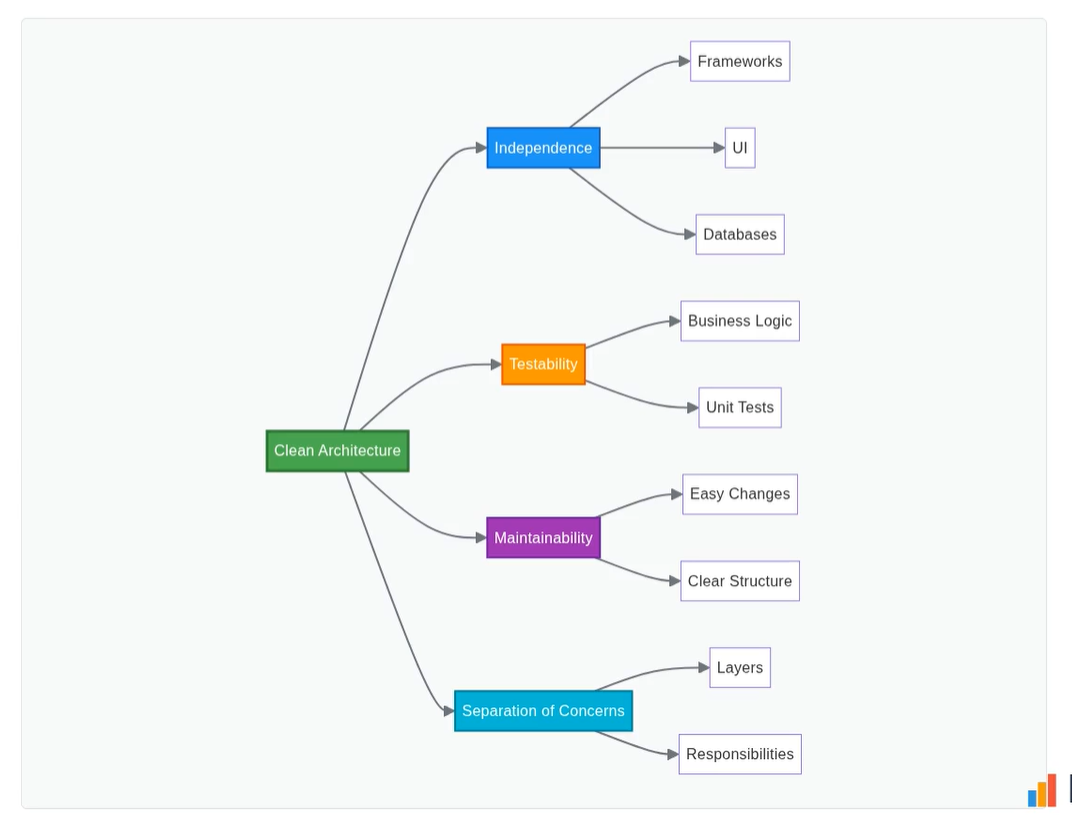 Clean Architecture
Independence
Frameworks
UI
Databases
Testability
Business Logic
Unit Tests
Maintainability
Easy Changes
Clear Structure
Separation of Concerns
Layers
Responsibilities